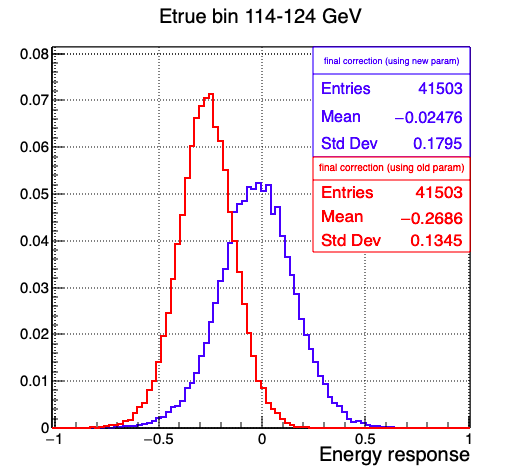 Etrue bin 114-124 GeV
0.08
0.07
0.06
0.05
0.04
0.03
0.02
0.01
0
−1
−0.5
0
0.5
1
Energy response
final correction (using new param)
Entries 41503
Mean −0.02476
Std Dev 0.1795
final correction (using old param)
Entries 41503
Mean −0.2686
Std Dev 0.1345